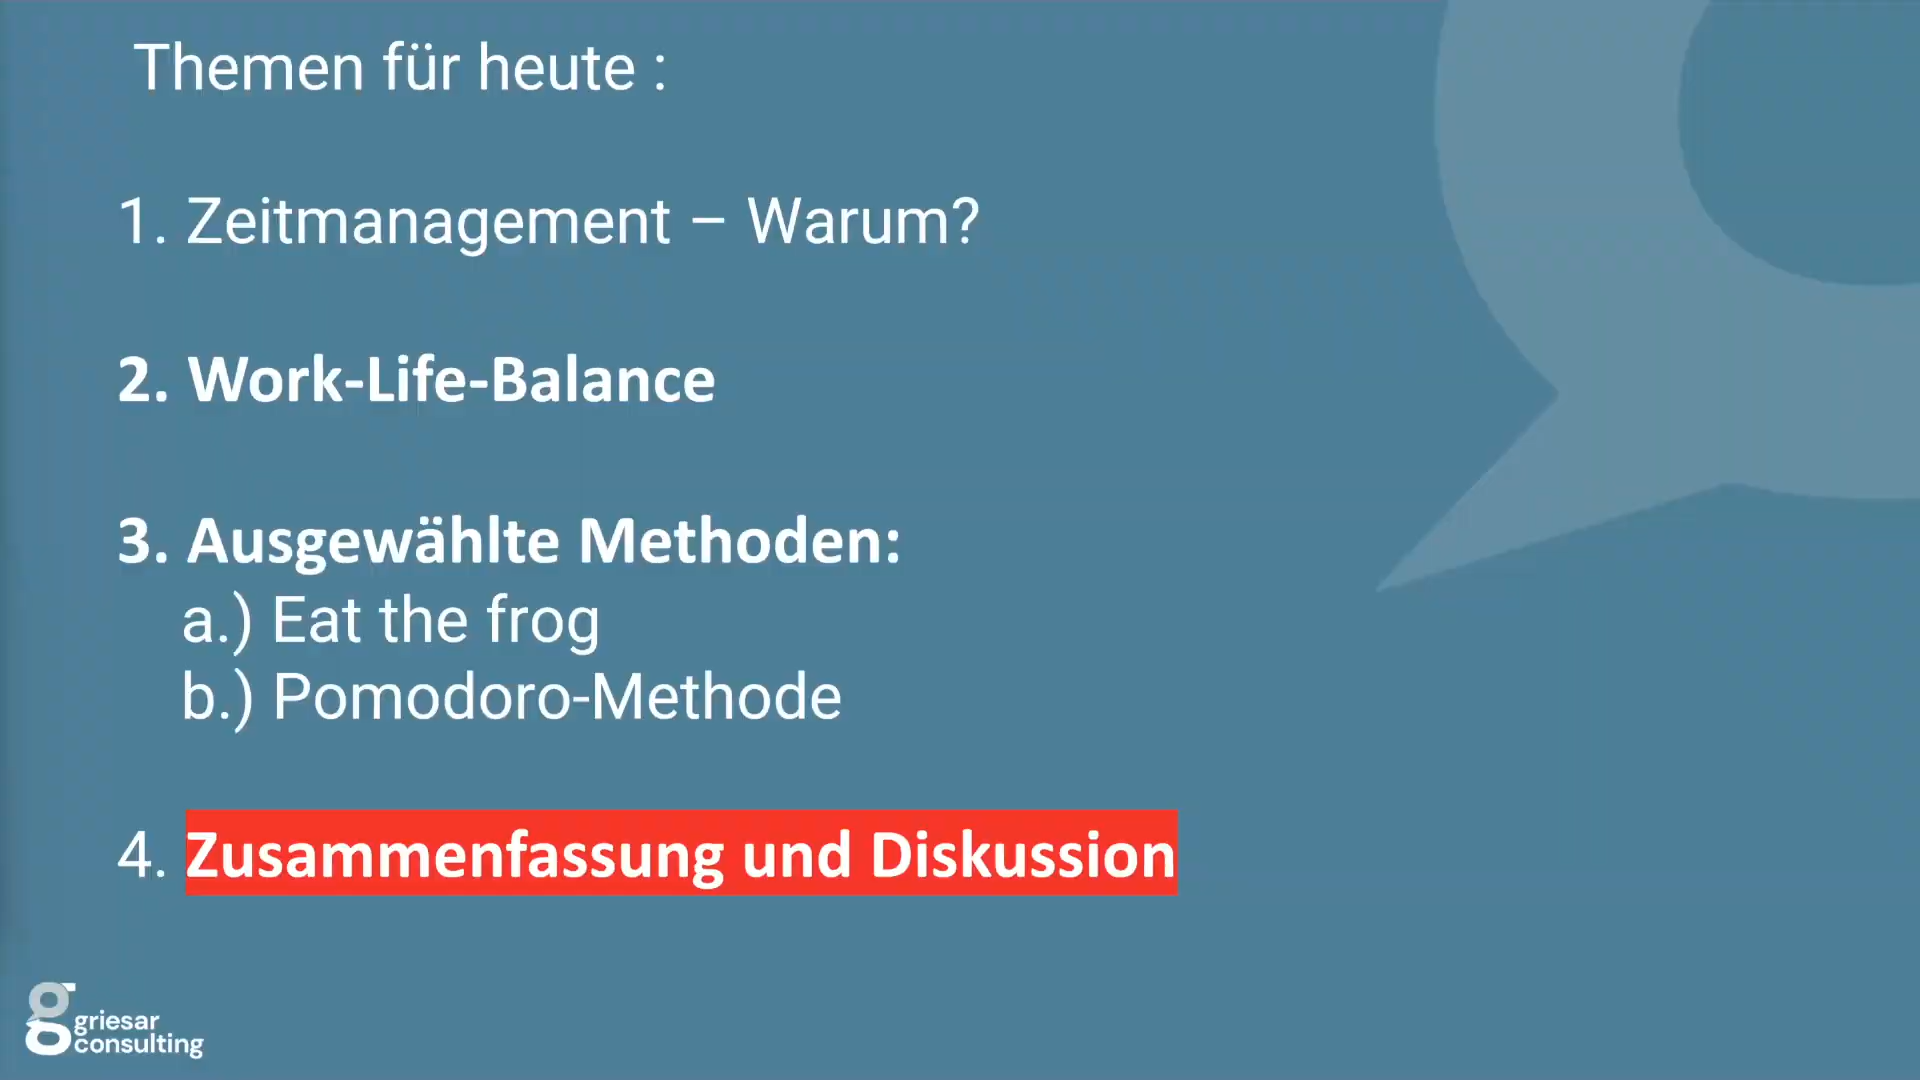 Themen für heute :
1. Zeitmanagement – Warum?
2. Work-Life-Balance
3. Ausgewählte Methoden:
a.) Eat the frog
b.) Pomodoro-Methode
4. Zusammenfassung und Diskussion
griesar
consulting